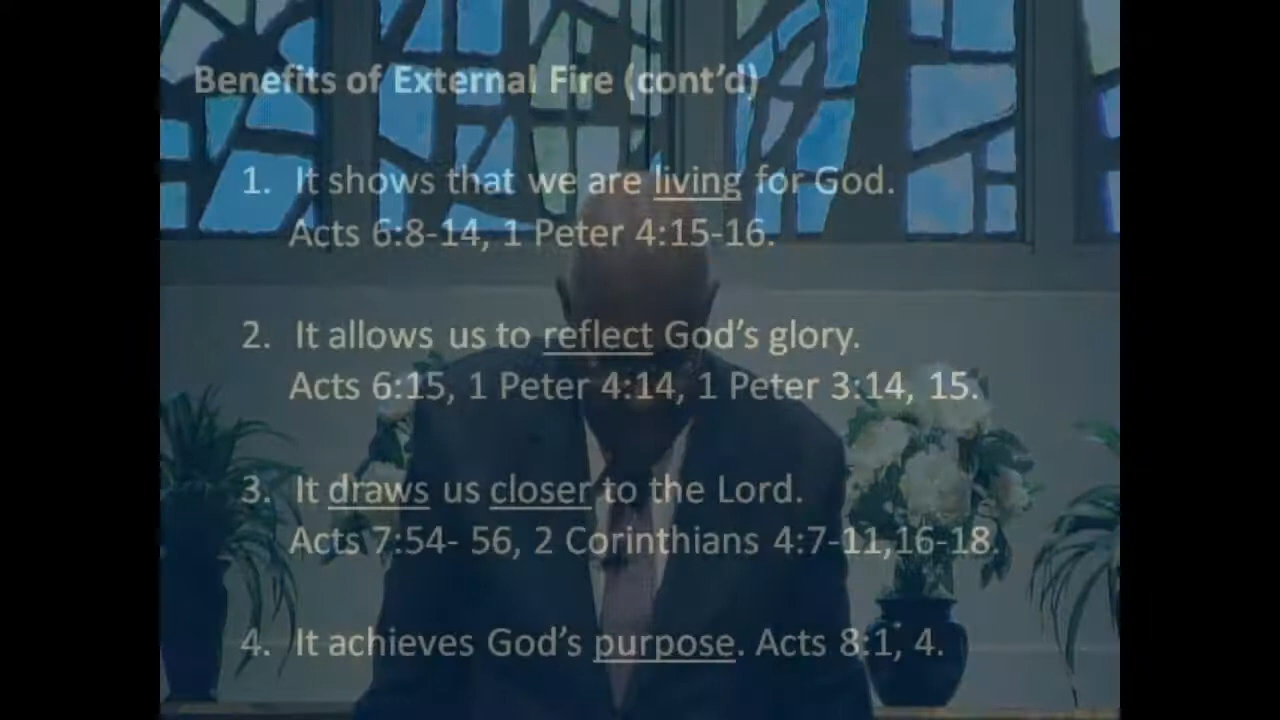 Benefits of External Fire (cont’d)
1. It shows that we are living for God.
Acts 6:8-14, 1 Peter 4:15-16.
2. It allows us to reflect God’s glory.
Acts 6:15, 1 Peter 4:14, 1 Peter 3:14, 15.
3. It draws us closer to the Lord.
Acts 7:54- 56, 2 Corinthians 4:7-11,16-18.
4. It achieves God’s purpose. Acts 8:1, 4.